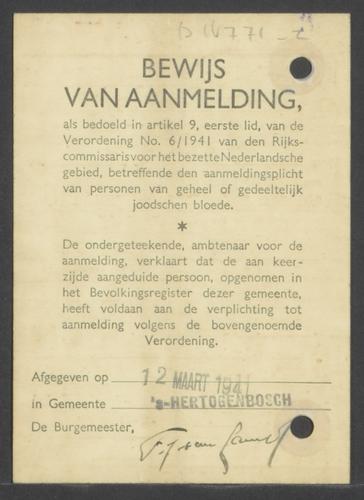 BEWIJS
VAN AANMELDING,
als bedoeld in artikel 9, eerste lid, van de
Verordening No. 6/1941 van den Rijks-
commissaris voor het bezette Nederlandsche
gebied, betreffende den aanmeldingsplicht
van personen van geheel of gedeeltelijk
joodschen bloede.
*
De ondergeteekende, ambtenaar voor de
aanmelding, verklaart dat de aan keer-
zijde aangeduide persoon, opgenomen in
het Bevolkingsregister dezer gemeente,
heeft voldaan aan de verplichting tot
aanmelding volgens de bovengenoemde
Verordening.
Afgegeven op 12 MAART 1941
in Gemeente 's-HERTOGENBOSCH
De Burgemeester,